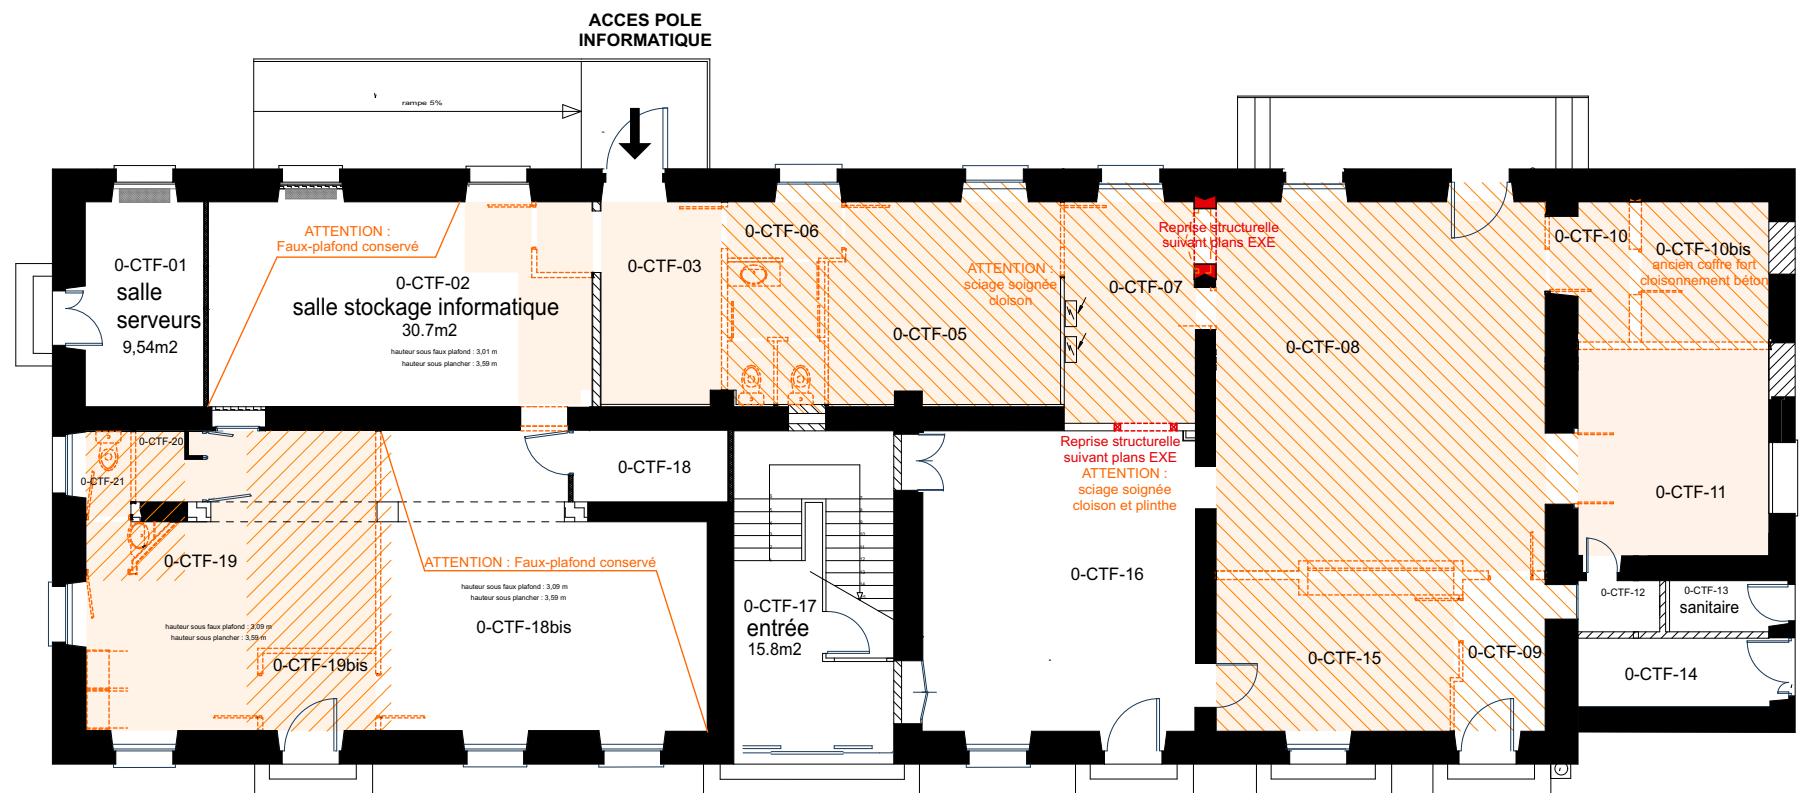 ACCES POLE
INFORMATIQUE
rampe 5%
0-CTF-01
salle
serveurs
9,54m2
ATTENTION :
Faux-plafond conservé
0-CTF-02
salle stockage informatique
30.7m2
hauteur sous faux plafond : 3,01 m
hauteur sous plancher : 3,59 m
0-CTF-03
0-CTF-06
ATTENTION :
sciage soignée
cloison
0-CTF-05
0-CTF-07
Reprise structurelle
suivant plans EXE
0-CTF-08
0-CTF-10
0-CTF-10bis
ancien coffre fort
cloisonnement béton
0-CTF-11
0-CTF-20
0-CTF-21
0-CTF-18
0-CTF-19
ATTENTION : Faux-plafond conservé
hauteur sous faux plafond : 3,09 m
hauteur sous plancher : 3,59 m
0-CTF-18bis
hauteur sous faux plafond : 3,09 m
hauteur sous plancher : 3,59 m
0-CTF-19bis
0-CTF-17
entrée
15.8m2
Reprise structurelle
suivant plans EXE
ATTENTION :
sciage soignée
cloison et plinthe
0-CTF-16
0-CTF-15
0-CTF-09
0-CTF-12
0-CTF-13
sanitaire
0-CTF-14